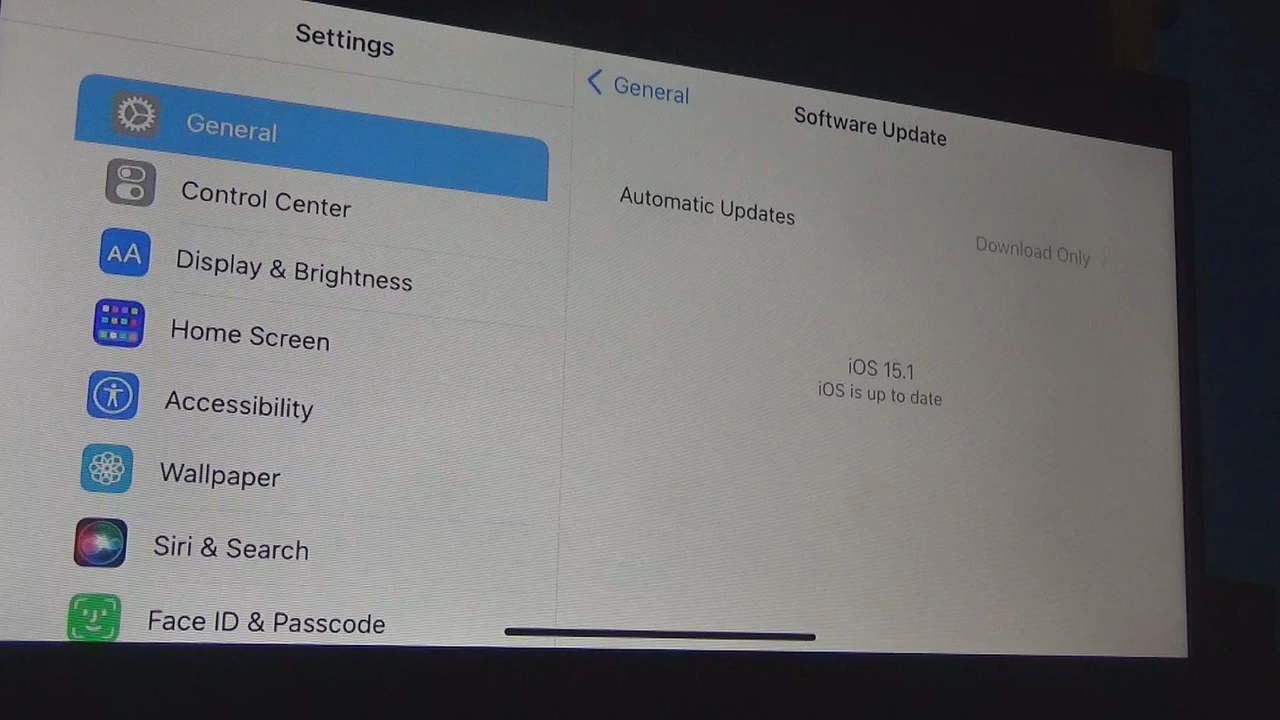 Settings
General
Control Center
AA
Display & Brightness
Home Screen
Accessibility
Wallpaper
Siri & Search
Face ID & Passcode
General
Software Update
Automatic Updates
Download Only
iOS 15.1
iOS is up to date